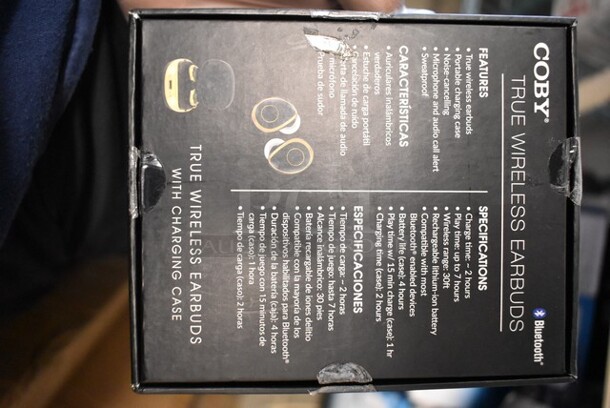 COBY®
Bluetooth®
TRUE WIRELESS EARBUDS
FEATURES
• True wireless earbuds
• Portable charging case
• Noise-cancelling
• Microphone and audio call alert
• Sweatproof
CARACTERÍSTICAS
• Auriculares inalámbricos
verdaderos
• Estuche de carga portátil
• Cancelación de ruido
de llamada de audio
micrófono
Prueba de sudor
SPECIFICATIONS
• Charge time: ~ 2 hours
• Play time: up to 7 hours
• Wireless range: 30ft
• Rechargeable lithium-ion battery
• Compatible with most
Bluetooth® enabled devices
• Battery life (case): 4 hours
• Play time w/ 15 min charge (case): 1 hr
• Charging time (case): 2 hours
ESPECIFICACIONES
• Tiempo de carga: ~ 2 horas
• Tiempo de juego: hasta 7 horas
• Alcance inalámbrico: 30 pies
• Batería recargable de iones de litio
• Compatible con la mayoría de los
dispositivos habilitados para Bluetooth®
• Duración de la batería (caja): 4 horas
• Tiempo de juego con 15 minutos de
carga (caja): 1 hora
• Tiempo de carga (caso): 2 horas
TRUE WIRELESS EARBUDS
WITH CHARGING CASE